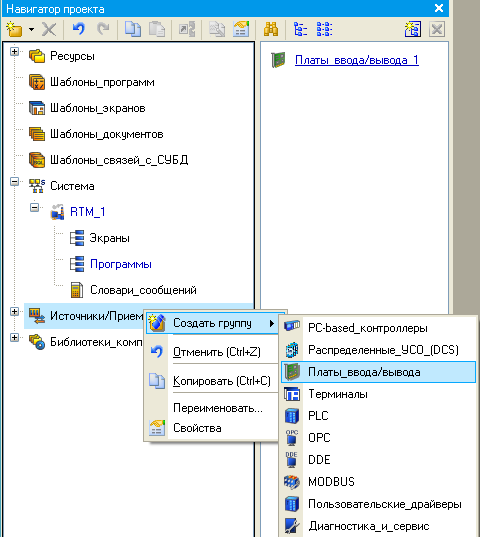 Навигатор проекта
Ресурсы
Шаблоны_программ
Шаблоны_экранов
Шаблоны_документов
Шаблоны_связей_с_СУБД
Система
RTM_1
Экраны
Программы
Словари_сообщений
Источники/Прием
Библиотеки_комп
Платы_ввода/вывода_1
Создать группу
Отменить (Ctrl+Z)
Копировать (Ctrl+C)
Переименовать...
Свойства
PC-based_контроллеры
Распределенные_УСО_(DCS)
Платы_ввода/вывода
Терминалы
PLC
OPC
OPC
DDE
DDE
MODBUS
Пользовательские_драйверы
Диагностика_и_сервис